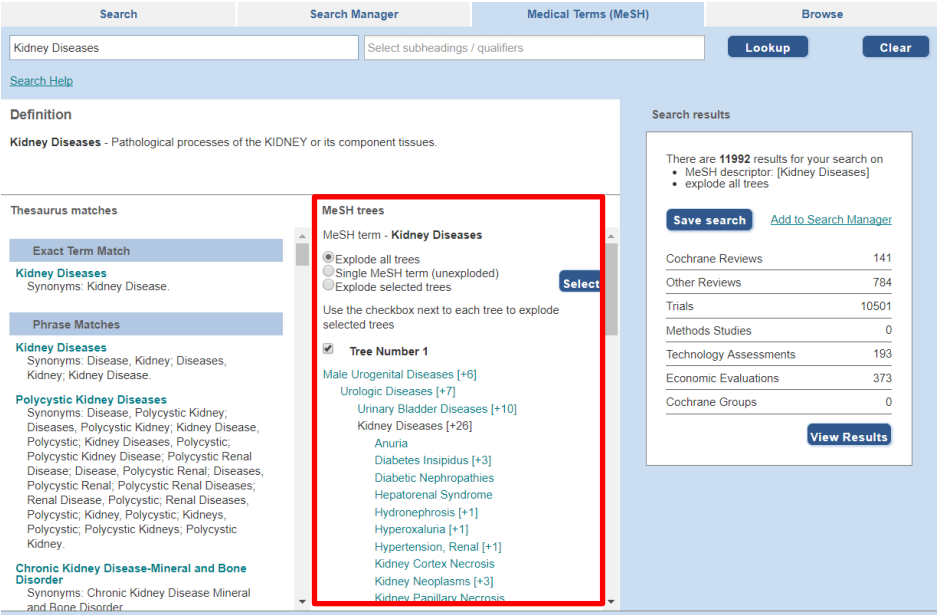 Search
Search Manager
Medical Terms (MeSH)
Browse
Kidney Diseases
Select subheadings / qualifiers
Lookup
Clear
Search Help
Definition
Kidney Diseases - Pathological processes of the KIDNEY or its component tissues.
Thesaurus matches
Exact Term Match
Kidney Diseases
Synonyms: Kidney Disease.
Phrase Matches
Kidney Diseases
Synonyms: Disease, Kidney; Diseases,
Kidney; Kidney Disease.
Polycystic Kidney Diseases
Synonyms: Disease, Polycystic Kidney;
Diseases, Polycystic Kidney; Kidney Disease,
Polycystic; Kidney Diseases, Polycystic;
Polycystic Kidney Disease; Polycystic Renal
Disease; Disease, Polycystic Renal; Diseases,
Polycystic Renal; Polycystic Renal Diseases;
Renal Disease, Polycystic; Renal Diseases,
Polycystic; Kidney, Polycystic; Kidneys,
Polycystic; Polycystic Kidneys; Polycystic
Kidney.
Chronic Kidney Disease-Mineral and Bone
Disorder
Synonyms: Chronic Kidney Disease Mineral
and Bone Disorder
MeSH trees
MeSH term - Kidney Diseases
Explode all trees
Single MeSH term (unexploded)
Explode selected trees
Select
Use the checkbox next to each tree to explode
selected trees
Tree Number 1
Male Urogenital Diseases [+6]
Urologic Diseases [+7]
Urinary Bladder Diseases [+10]
Kidney Diseases [+26]
Anuria
Diabetes Insipidus [+3]
Diabetic Nephropathies
Hepatorenal Syndrome
Hydronephrosis [+1]
Hyperoxaluria [+1]
Hypertension, Renal [+1]
Kidney Cortex Necrosis
Kidney Neoplasms [+3]
Kidney Papillary Necrosis
Search results
There are 11992 results for your search on
• MeSH descriptor: [Kidney Diseases]
• explode all trees
Save search
Add to Search Manager
Cochrane Reviews 141
Other Reviews 784
Trials 10501
Methods Studies 0
Technology Assessments 193
Economic Evaluations 373
Cochrane Groups 0
View Results